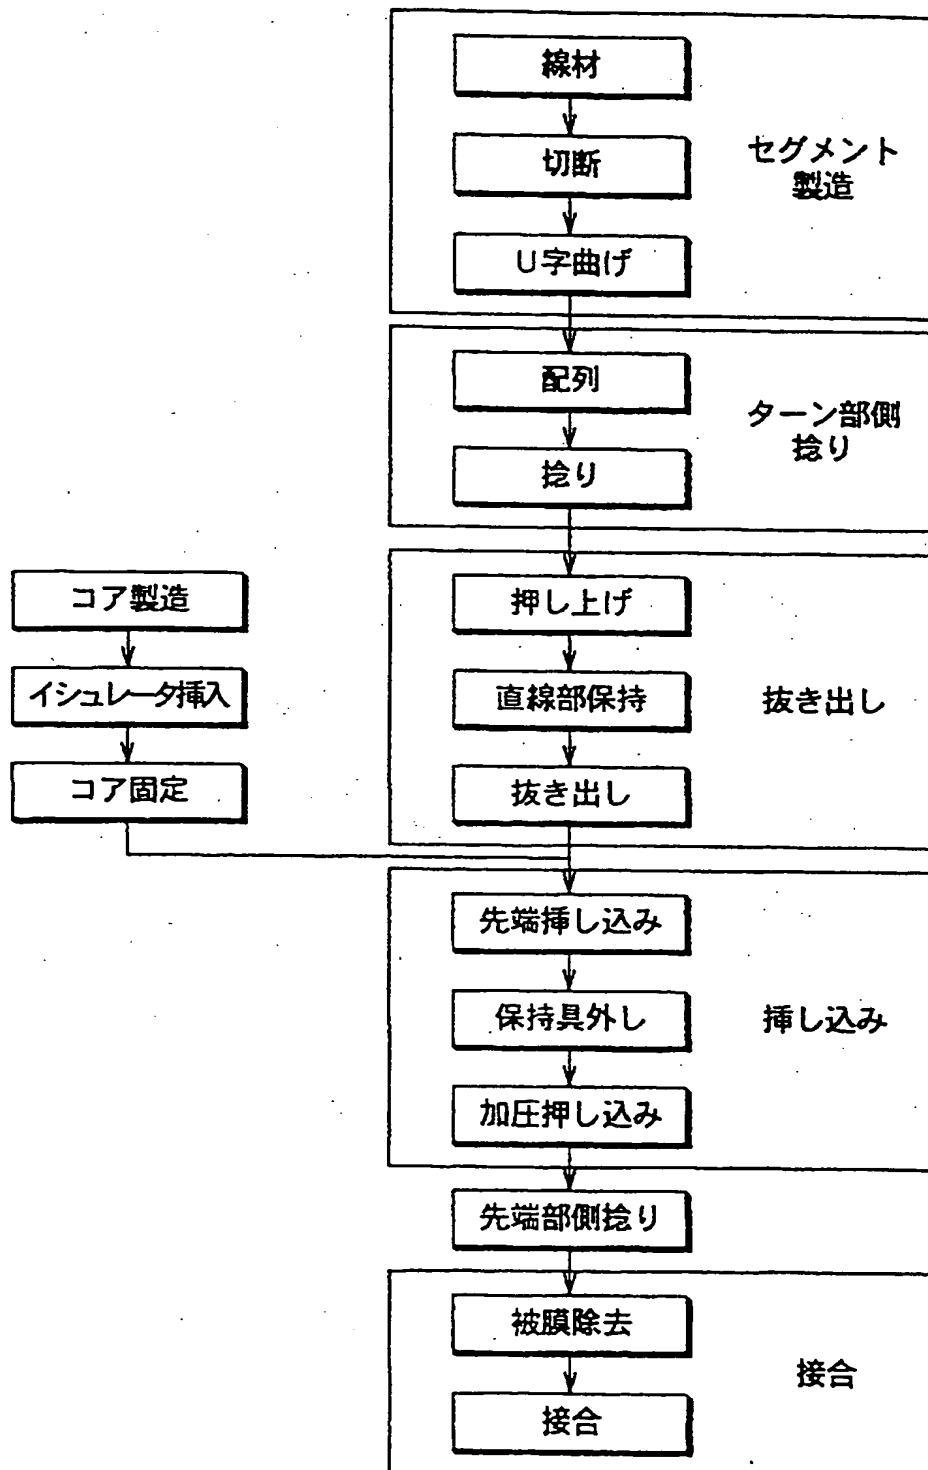 線材
切断
セグメント
製造
U字曲げ
配列
ターン部側
捻り
捻り
コア製造
イシュレータ挿入
コア固定
押し上げ
直線部保持
抜き出し
抜き出し
先端挿し込み
保持具外し
挿し込み
加圧押し込み
先端部側捻り
被膜除去
接合
接合